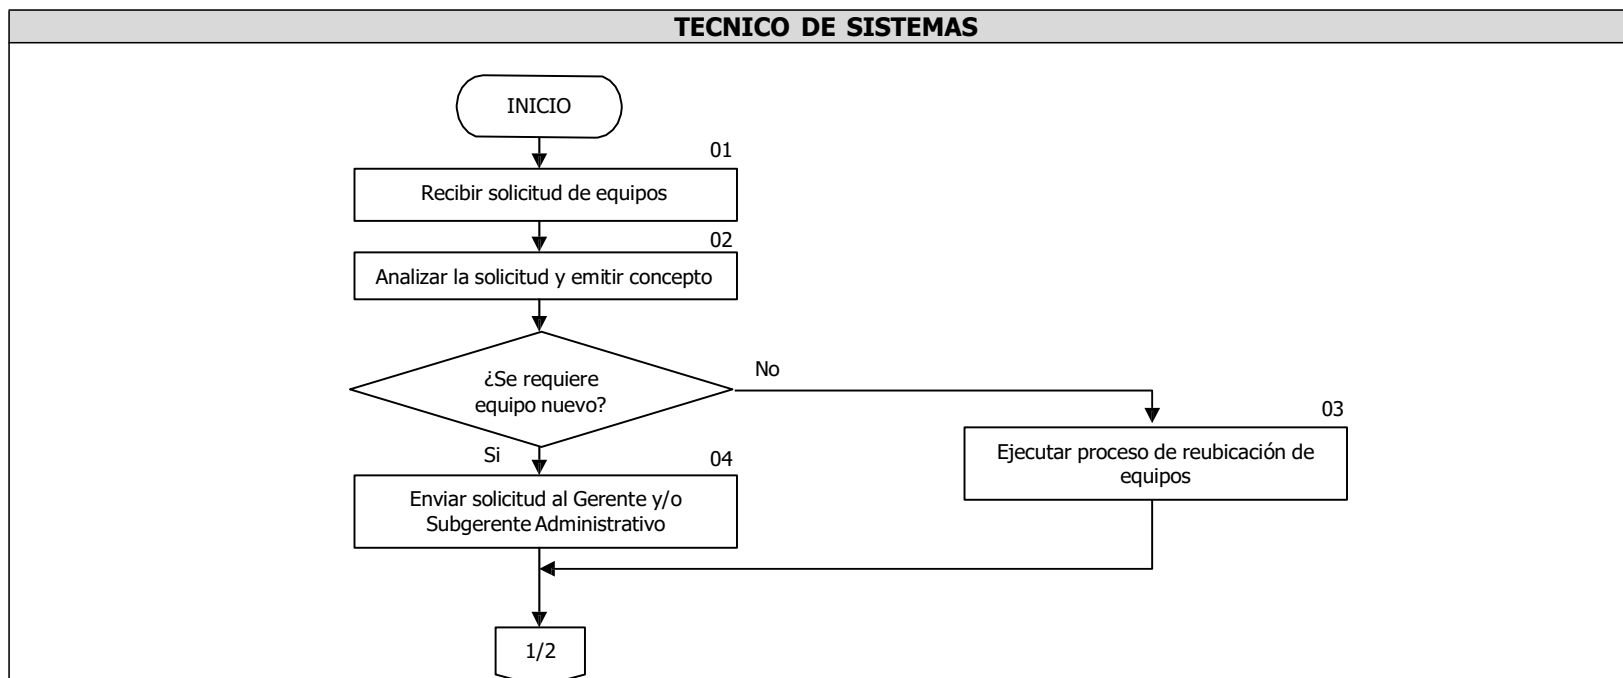 TECNICO DE SISTEMAS
INICIO
01
Recibir solicitud de equipos
02
Analizar la solicitud y emitir concepto
¿Se requiere
equipo nuevo?
No
03
Ejecutar proceso de reubicación de
equipos
Si
04
Enviar solicitud al Gerente y/o
Subgerente Administrativo
1/2